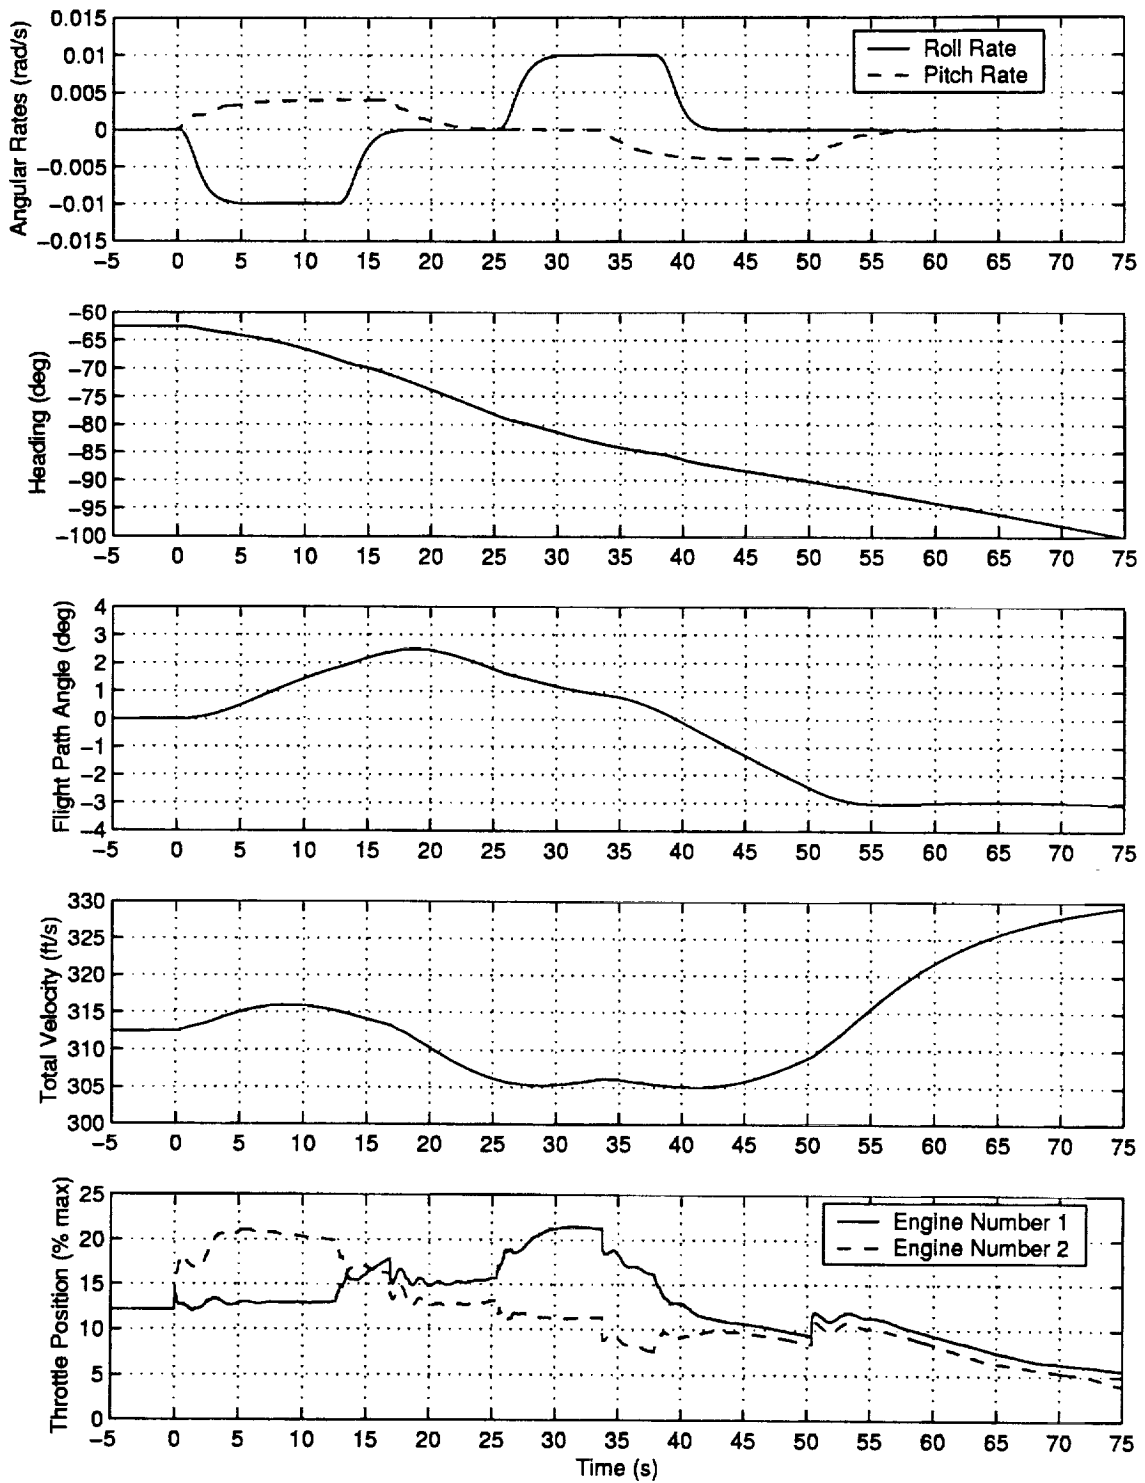 Angular Rates (rad/s)
0.015
0.01
0.005
0
−0.005
−0.01
−0.015
Roll Rate
Pitch Rate
−5 0 5 10 15 20 25 30 35 40 45 50 55 60 65 70 75
Heading (deg)
−60
−65
−70
−75
−80
−85
−90
−95
−100
−5 0 5 10 15 20 25 30 35 40 45 50 55 60 65 70 75
Flight Path Angle (deg)
4
3
2
1
0
−1
−2
−3
−4
−5 0 5 10 15 20 25 30 35 40 45 50 55 60 65 70 75
Total Velocity (ft/s)
330
325
320
315
310
305
300
−5 0 5 10 15 20 25 30 35 40 45 50 55 60 65 70 75
Throttle Position (% max)
25
20
15
10
5
0
Engine Number 1
Engine Number 2
−5 0 5 10 15 20 25 30 35 40 45 50 55 60 65 70 75
Time (s)